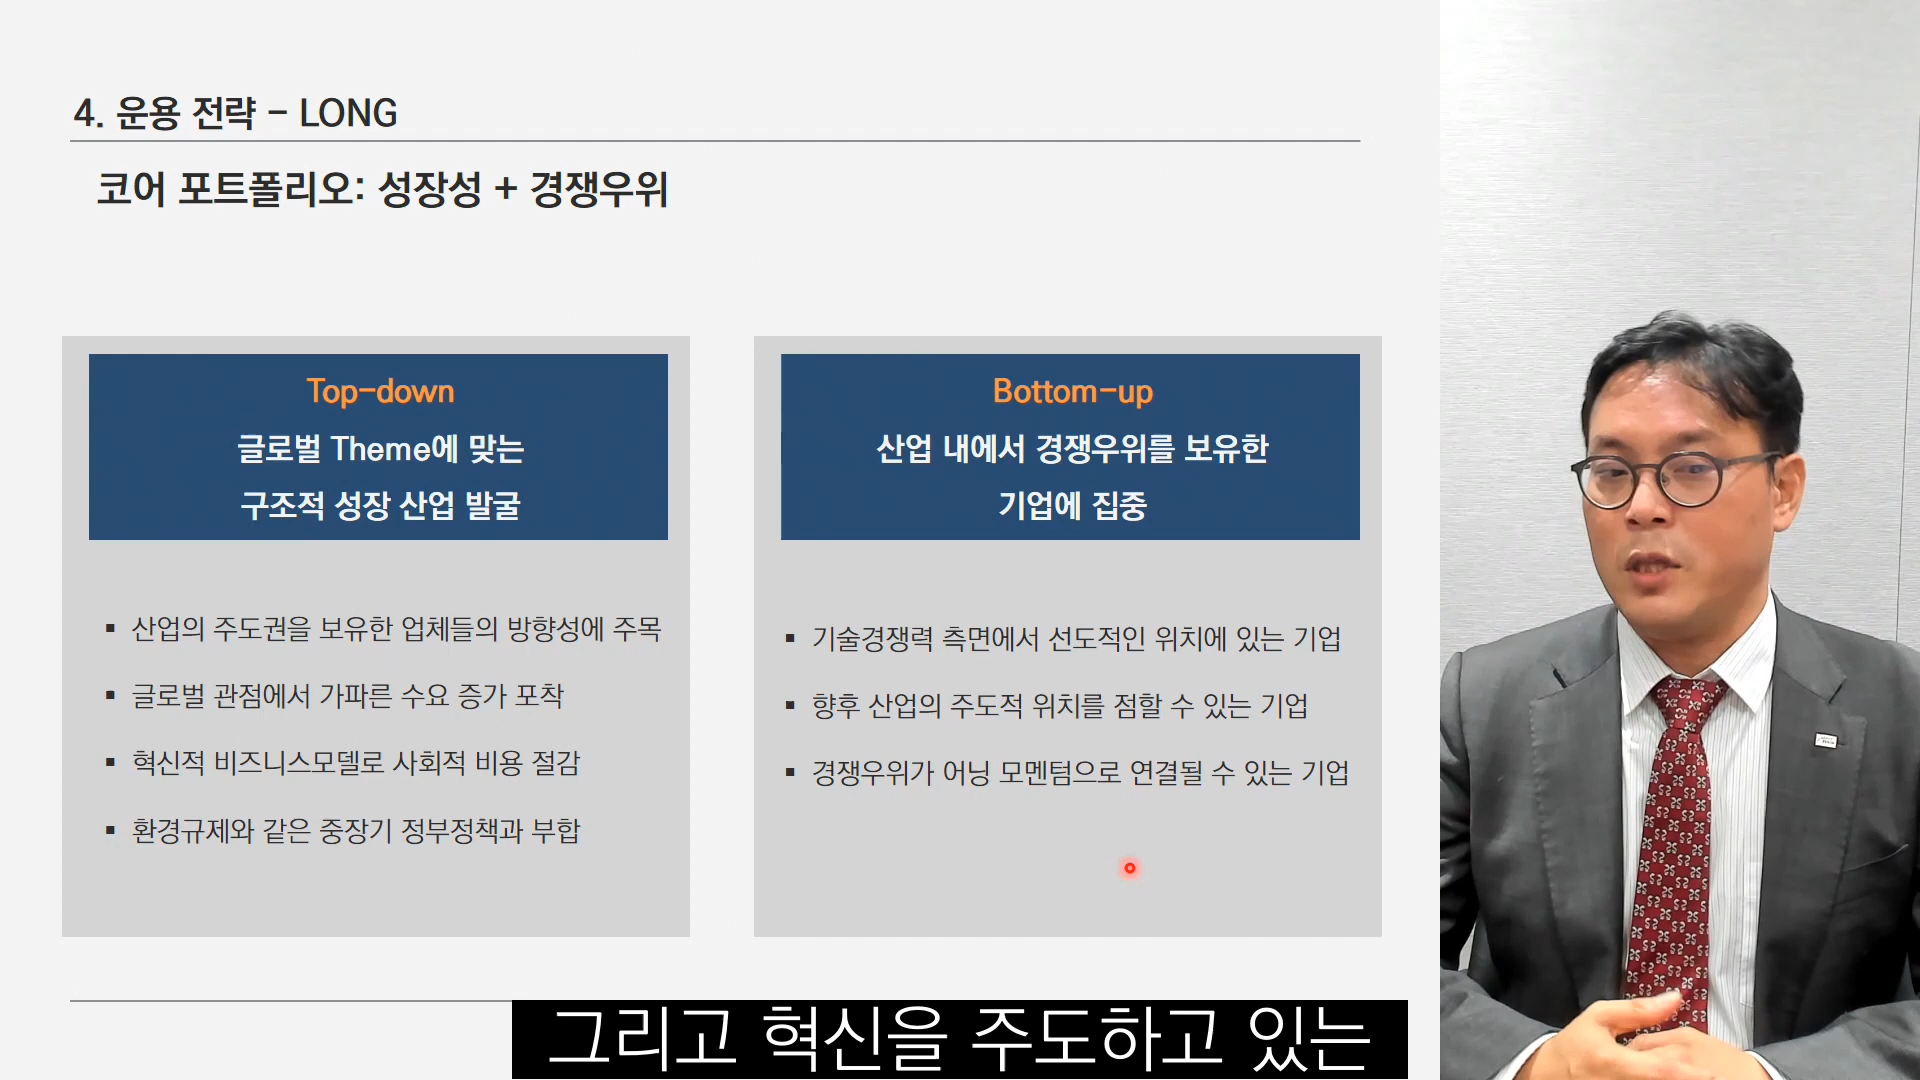 4. 운용 전략 – LONG
코어 포트폴리오: 성장성 + 경쟁우위
Top-down
글로벌 Theme에 맞는
구조적 성장 산업 발굴
▪ 산업의 주도권을 보유한 업체들의 방향성에 주목
▪ 글로벌 관점에서 가파른 수요 증가 포착
▪ 혁신적 비즈니스모델로 사회적 비용 절감
▪ 환경규제와 같은 중장기 정부정책과 부합
Bottom-up
산업 내에서 경쟁우위를 보유한
기업에 집중
▪ 기술경쟁력 측면에서 선도적인 위치에 있는 기업
▪ 향후 산업의 주도적 위치를 점할 수 있는 기업
▪ 경쟁우위가 어닝 모멘텀으로 연결될 수 있는 기업
그리고 혁신을 주도하고 있는